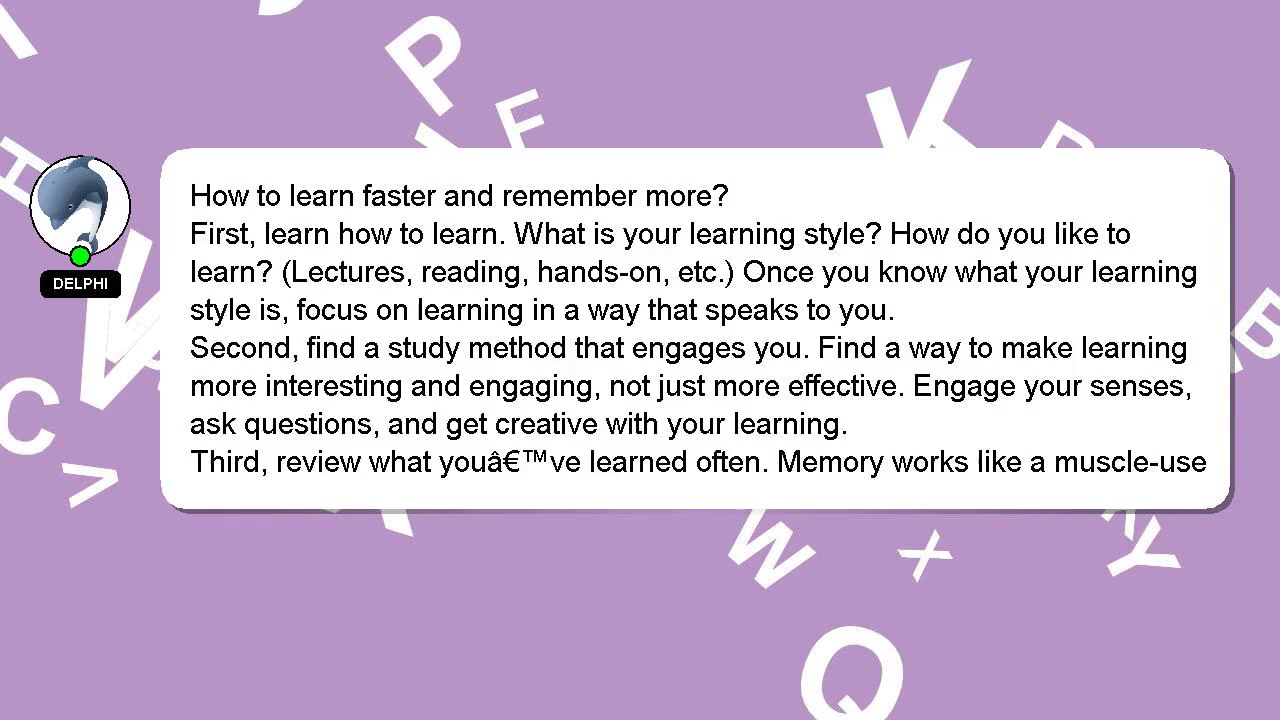 How to learn faster and remember more?
First, learn how to learn. What is your learning style? How do you like to
learn? (Lectures, reading, hands-on, etc.) Once you know what your learning
style is, focus on learning in a way that speaks to you.
Second, find a study method that engages you. Find a way to make learning
more interesting and engaging, not just more effective. Engage your senses,
ask questions, and get creative with your learning.
Third, review what youâ€™ve learned often. Memory works like a muscle-use
DELPHI
P
F
K
H
C
V
W
X
Y
B
Q